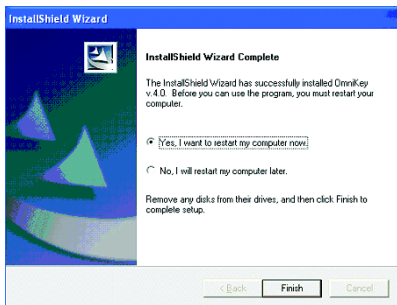 InstallShield Wizard
InstallShield Wizard Complete
The InstallShield Wizard has successfully installed OmniKey
v.4.0. Before you can use the program, you must restart your
computer.
Yes, I want to restart my computer now.
No, I will restart my computer later.
Remove any disks from their drives, and then click Finish to
complete setup.
< Back
Finish
Cancel